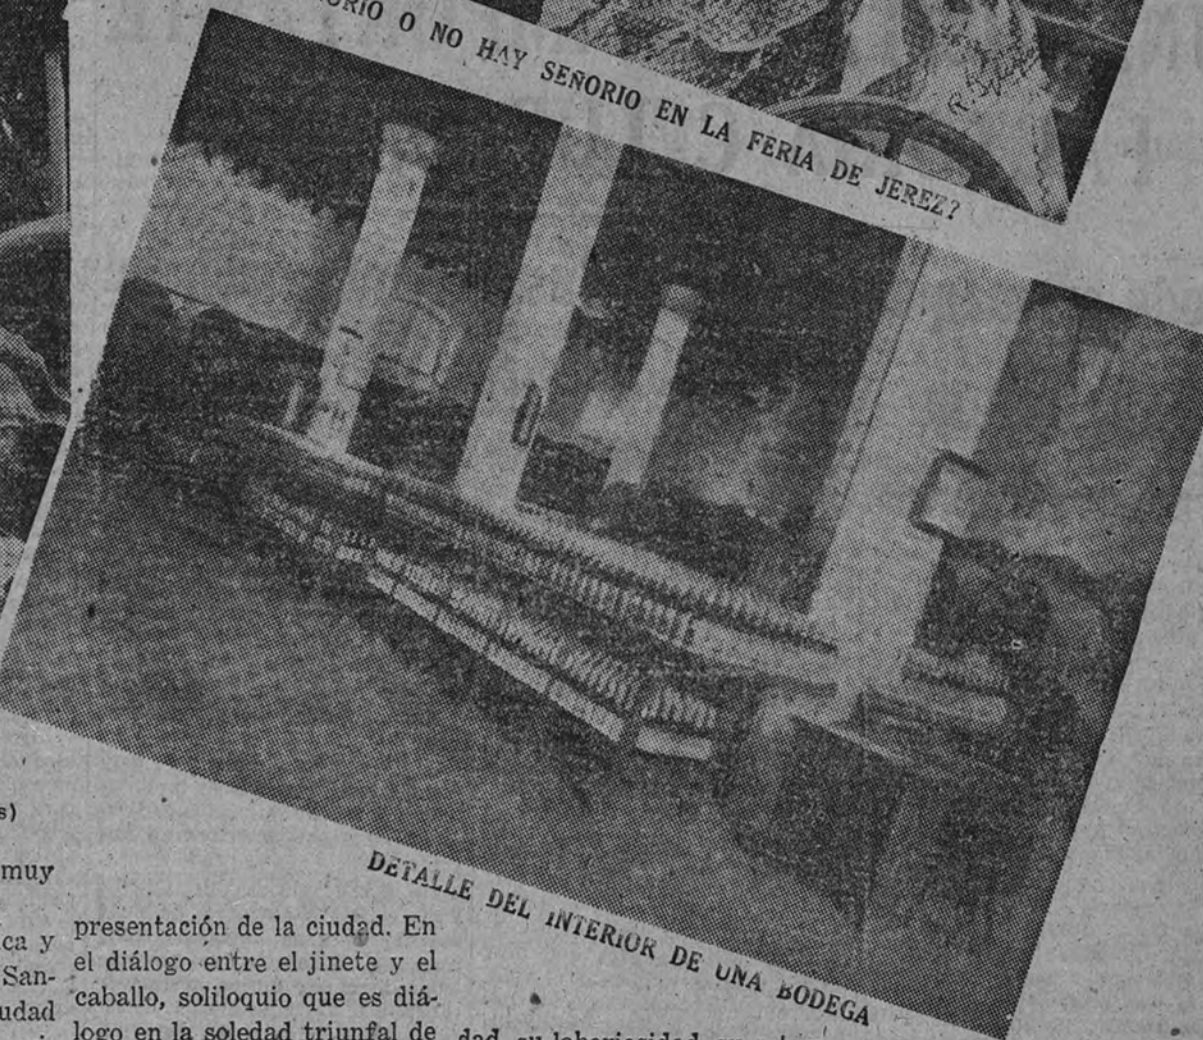 O NO HAY SEÑORIO EN LA FERIA DE JEREZ?
DETALLE DEL INTERIOR DE UNA BODEGA
s)
muy
ca y
San-
udad
presentación de la ciudad. En
el diálogo entre el jinete y el
caballo, soliloquio que es diá-
logo en la soledad triunfal de